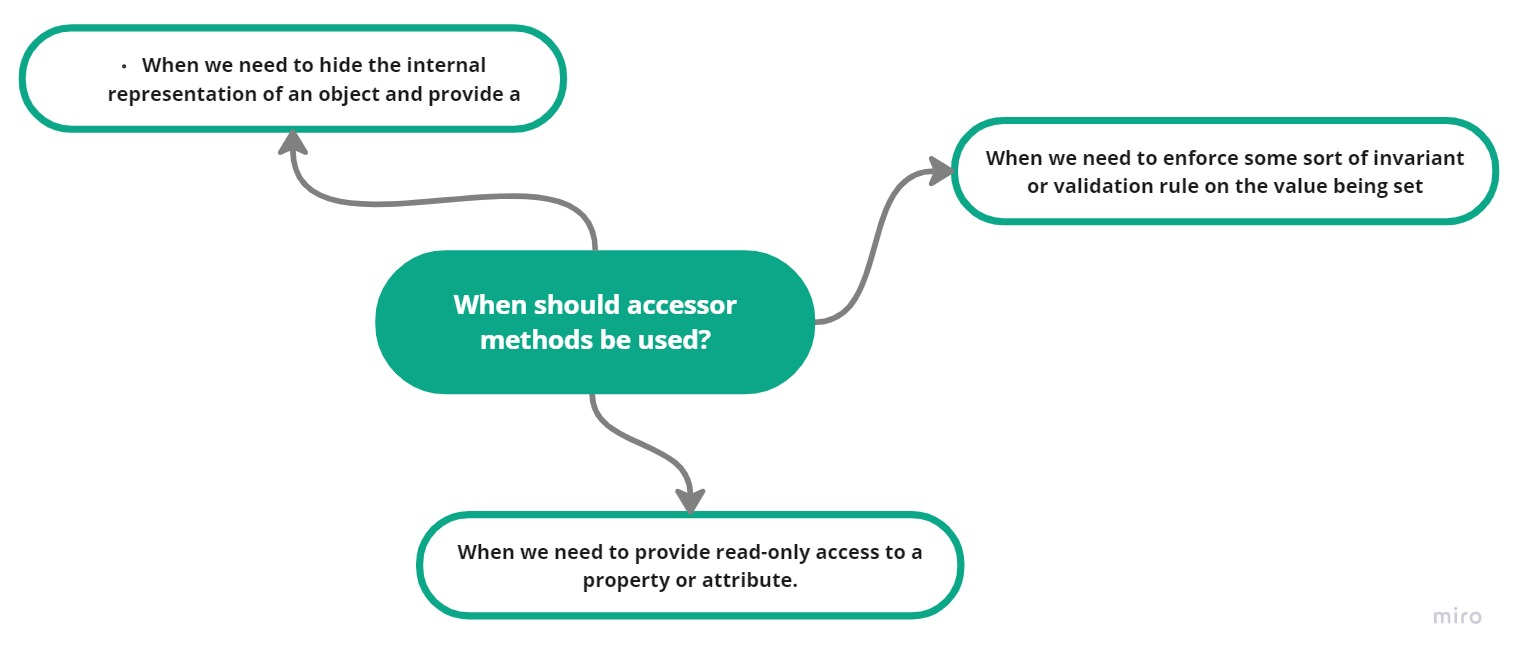 • When we need to hide the internal
representation of an object and provide a
When we need to enforce some sort of invariant
or validation rule on the value being set
When should accessor
methods be used?
When we need to provide read-only access to a
property or attribute.
miro